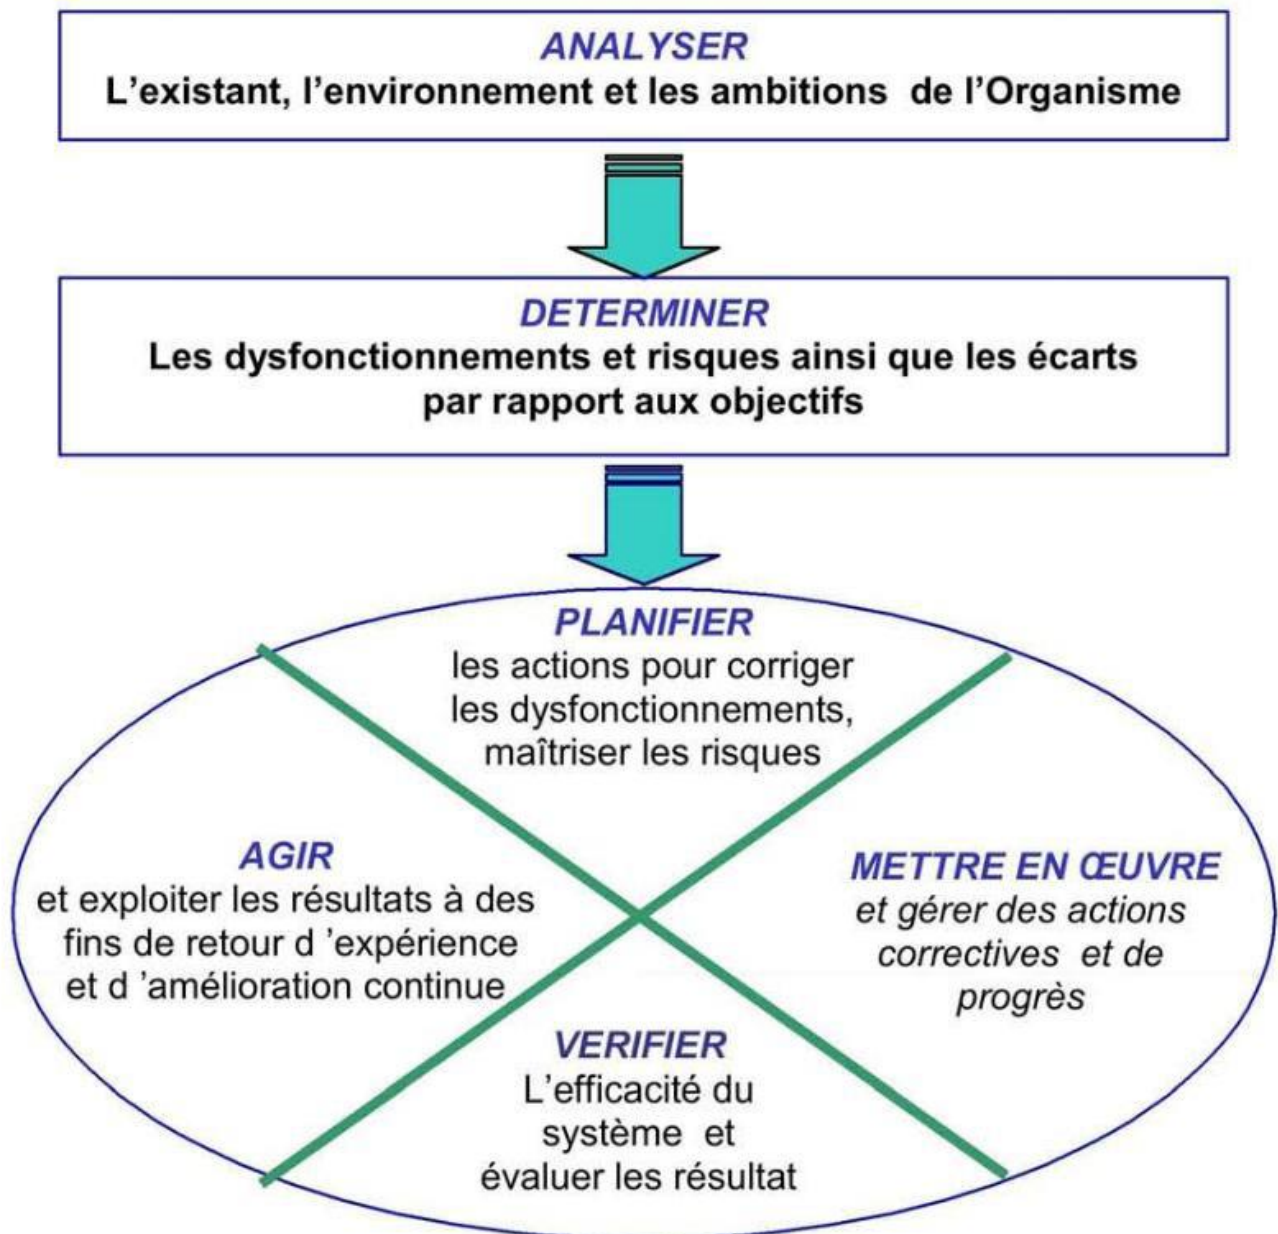 ANALYSER
L'existant, l'environnement et les ambitions  de l'Organisme
DETERMINER
Les dysfonctionnements et risques ainsi que les écarts
par rapport aux objectifs
PLANIFIER
les actions pour corriger
les dysfonctionnements,
maîtriser les risques
AGIR
et exploiter les résultats à des
fins de retour d 'expérience
et d 'amélioration continue
METTRE EN ŒUVRE
et gérer des actions
correctives  et de
progrès
VERIFIER
L'efficacité du
système  et
évaluer les résultat